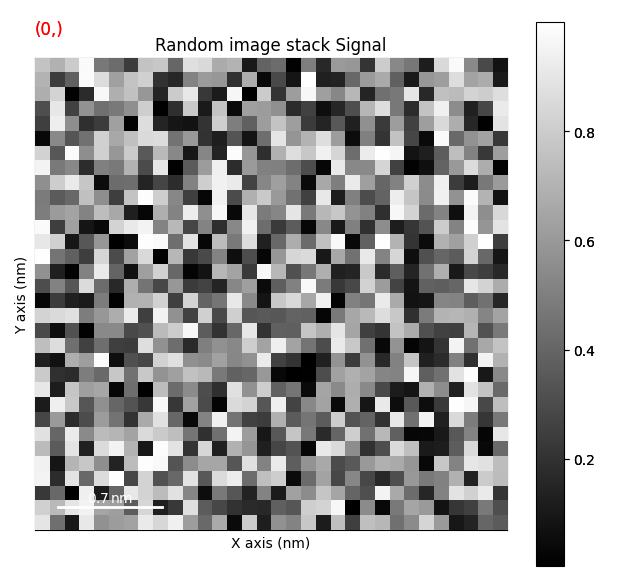 (0,)
Random image stack Signal
Y axis (nm)
0.7 nm
X axis (nm)
0.8
0.6
0.4
0.2